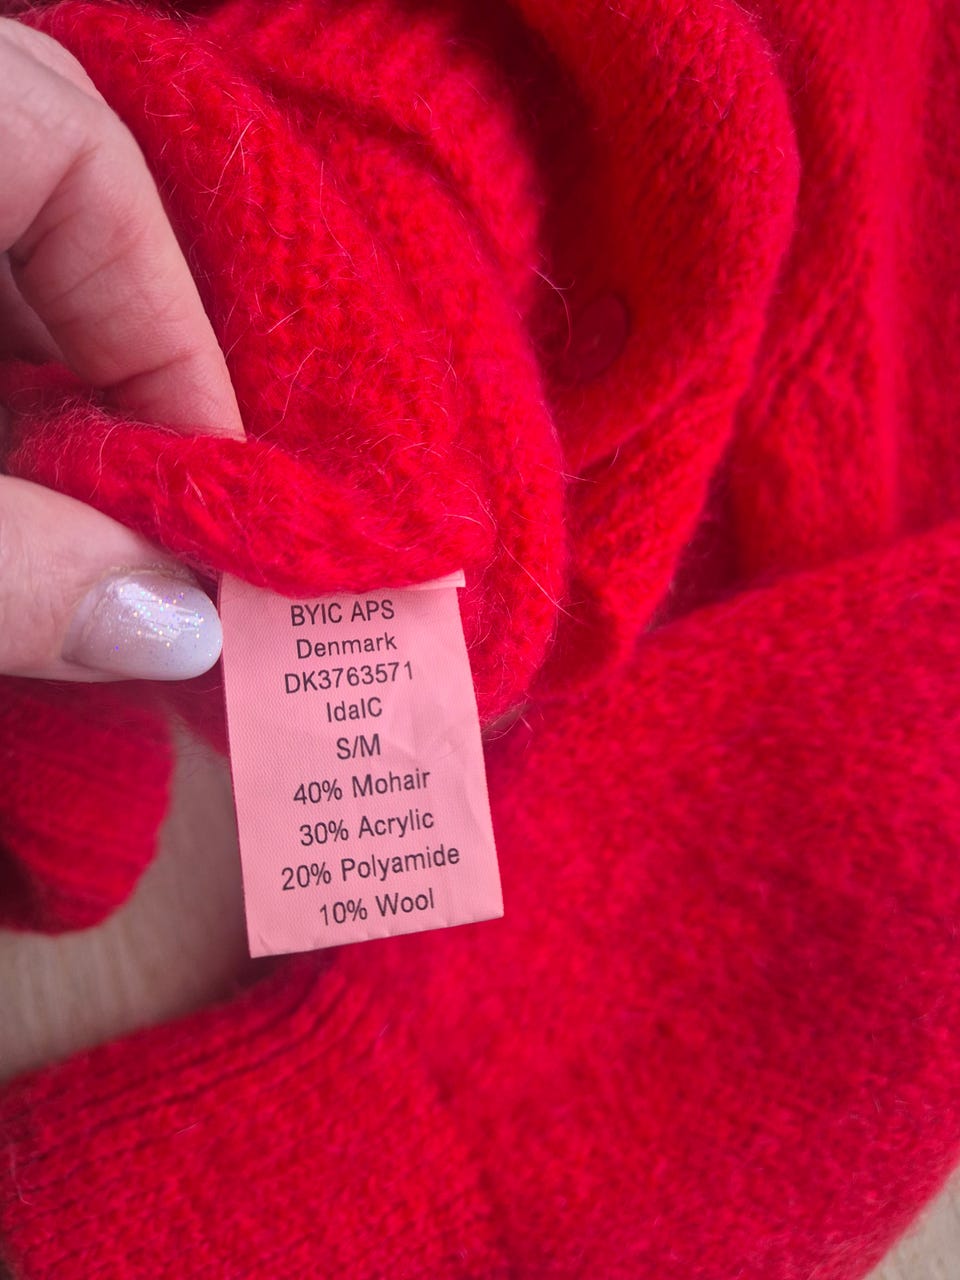 BYIC APS
Denmark
DK3763571
IdaIC
S/M
40% Mohair
30% Acrylic
20% Polyamide
10% Wool